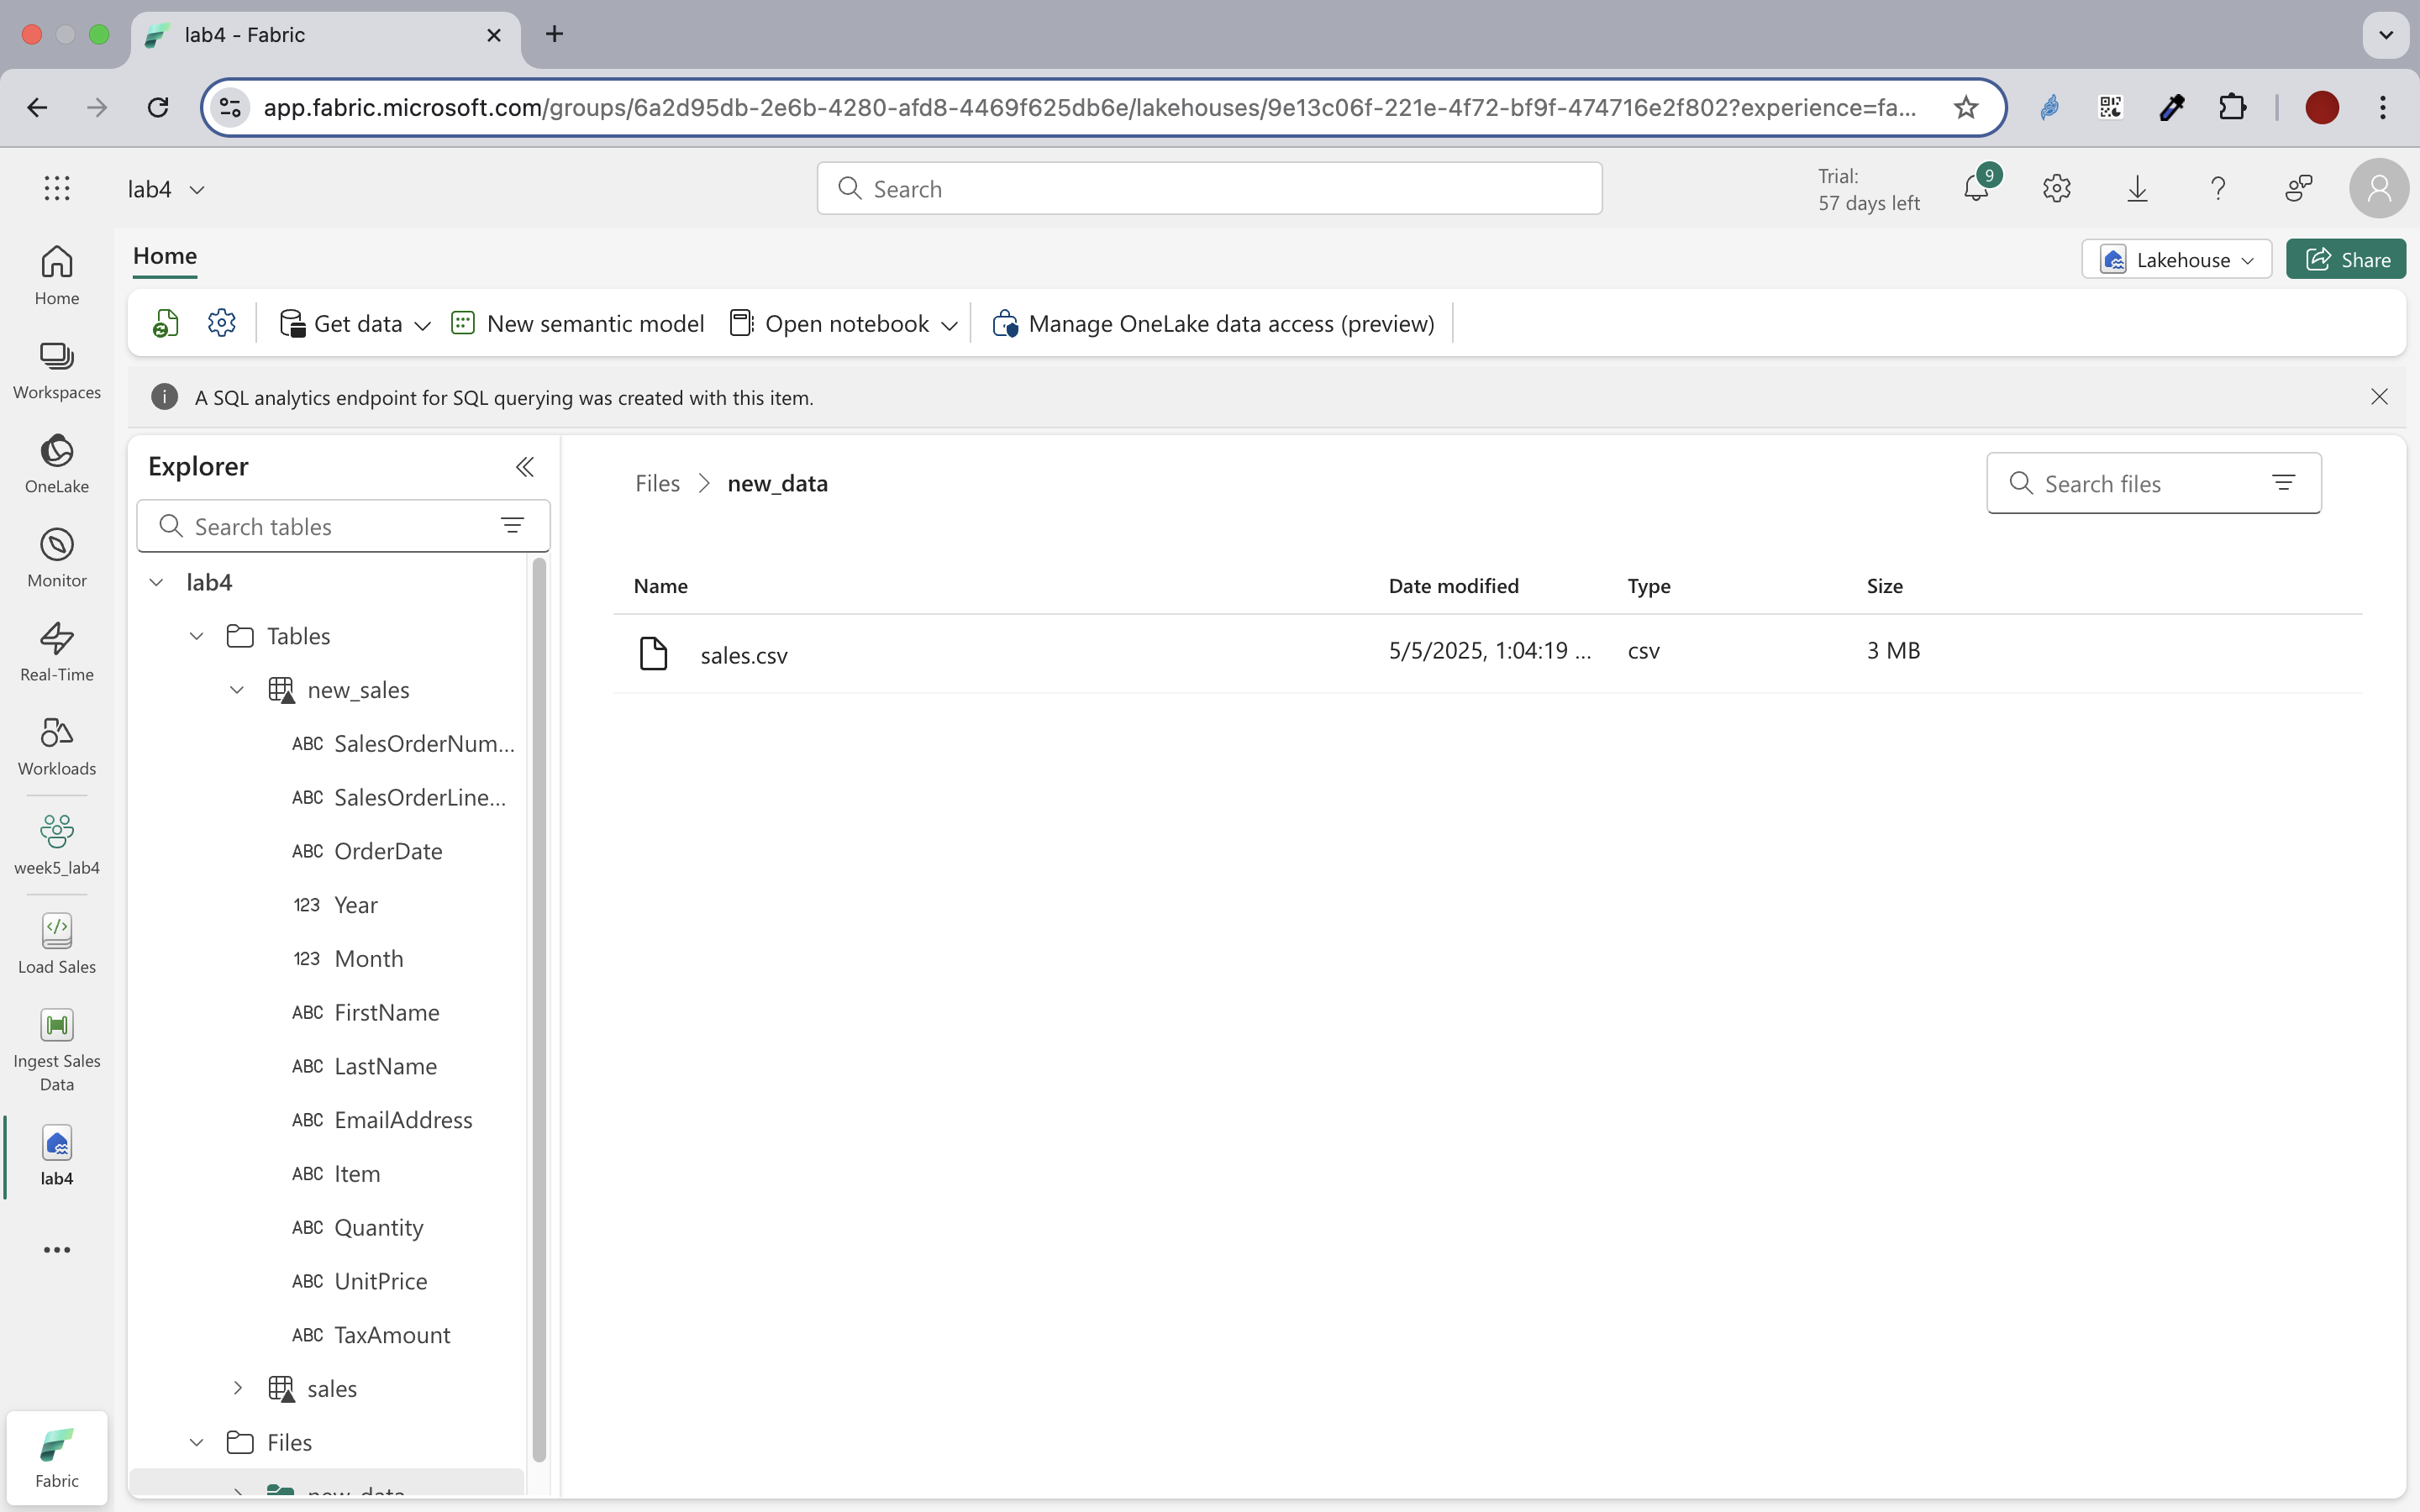 lab4 - Fabric
app.fabric.microsoft.com/groups/6a2d95db-2e6b-4280-afd8-4469f625db6e/lakehouses/9e13c06f-221e-4f72-bf9f-474716e2f802?experience=fa...
lab4
Search
Trial:
57 days left
9
Home
Lakehouse
Share
Get data
New semantic model
Open notebook
Manage OneLake data access (preview)
A SQL analytics endpoint for SQL querying was created with this item.
Home
Workspaces
OneLake
Monitor
Real-Time
Workloads
week5_lab4
Load Sales
Ingest Sales
Data
lab4
Fabric
Explorer
Search tables
lab4
Tables
new_sales
ABC SalesOrderNum...
ABC SalesOrderLine...
ABC OrderDate
123 Year
123 Month
ABC FirstName
ABC LastName
ABC EmailAddress
ABC Item
ABC Quantity
ABC UnitPrice
ABC TaxAmount
sales
Files
new_data
Files > new_data
Search files
Name Date modified Type Size
sales.csv 5/5/2025, 1:04:19 ... csv 3 MB